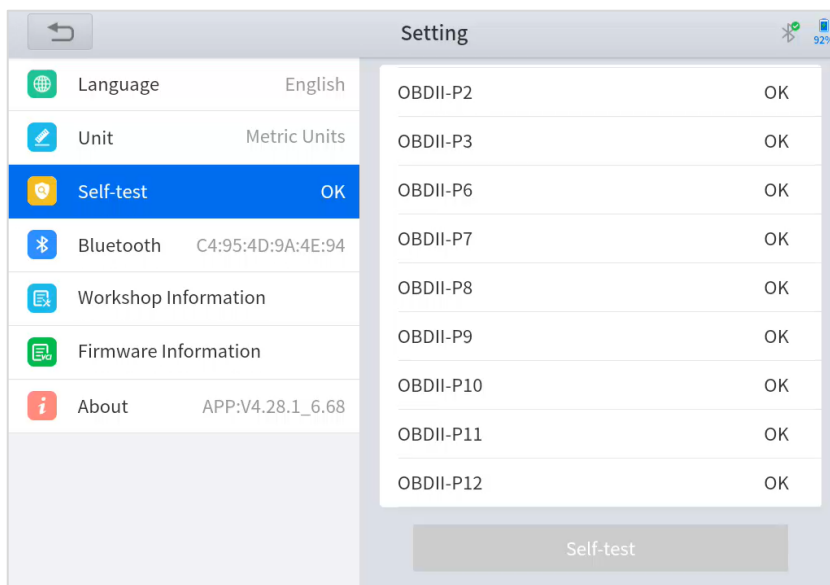 Setting
92%
Language English
Unit Metric Units
Self-test OK
Bluetooth C4:95:4D:9A:4E:94
Workshop Information
Firmware Information
About APP:V4.28.1_6.68
OBDII-P2 OK
OBDII-P3 OK
OBDII-P6 OK
OBDII-P7 OK
OBDII-P8 OK
OBDII-P9 OK
OBDII-P10 OK
OBDII-P11 OK
OBDII-P12 OK
Self-test